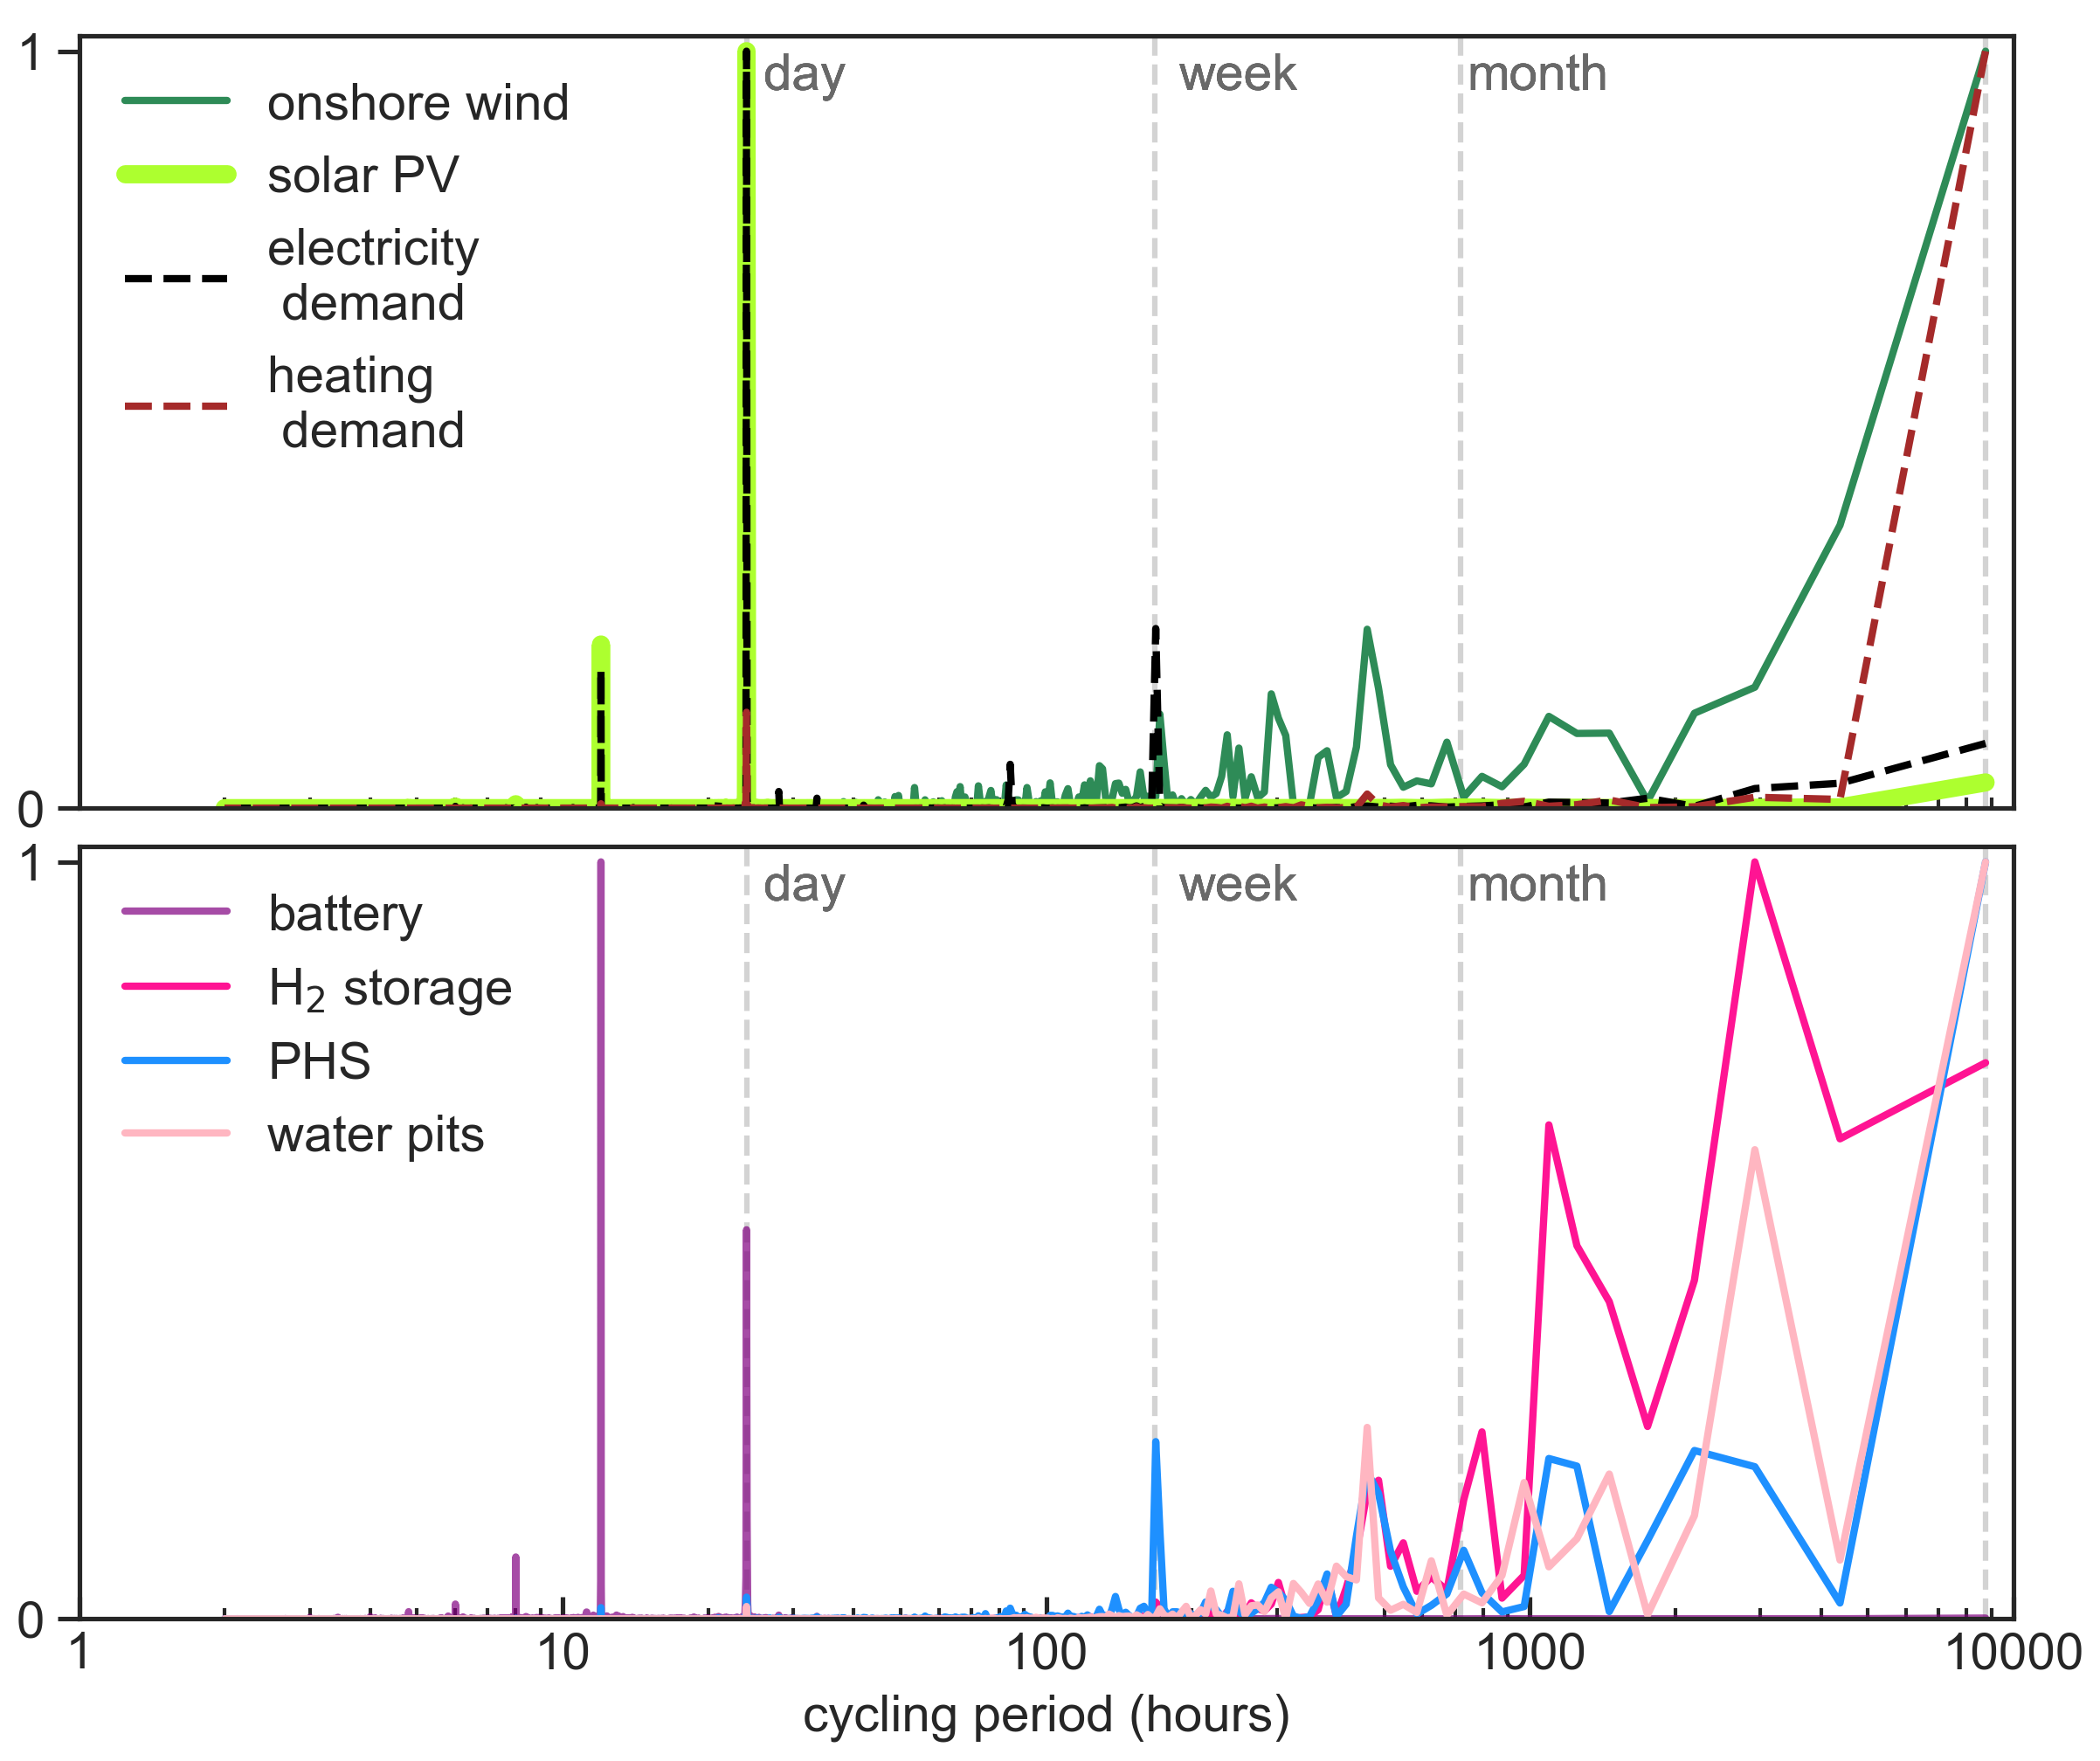 1
day
week
month
onshore wind
solar PV
electricity
demand
heating
demand
0
1
day
week
month
battery
H₂ storage
PHS
water pits
0
1 10 100 1000 10000
cycling period (hours)